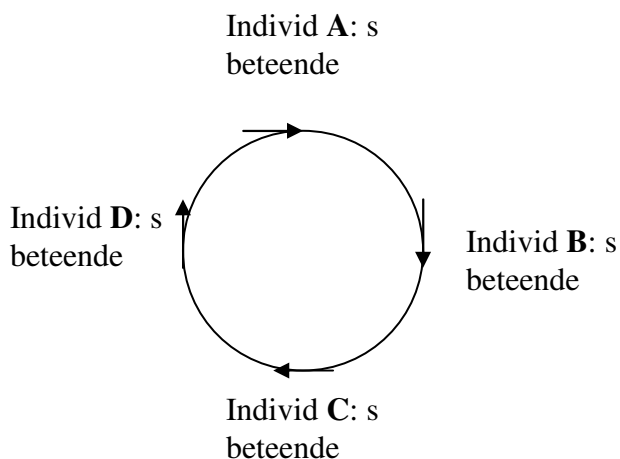 Individ A: s
beteende
Individ D: s
beteende
Individ B: s
beteende
Individ C: s
beteende